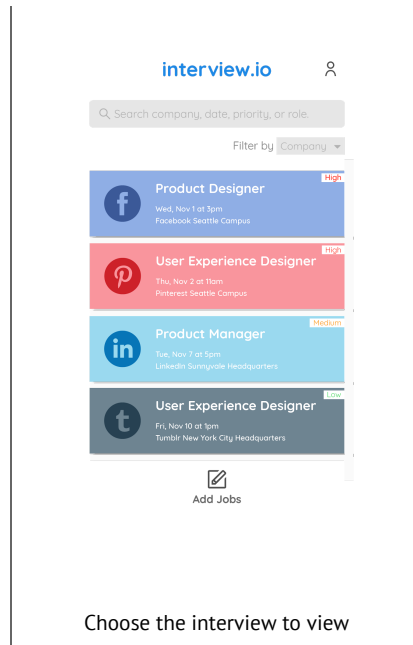 interview.io
Search company, date, priority, or role.
Filter by Company
High
Product Designer
Wed, Nov 1 at 3pm
Facebook Seattle Campus
High
User Experience Designer
Thu, Nov 2 at 11am
Pinterest Seattle Campus
Medium
Product Manager
Tue, Nov 7 at 5pm
LinkedIn Sunnyvale Headquarters
Low
User Experience Designer
Fri, Nov 10 at 1pm
Tumblr New York City Headquarters
Add Jobs
Choose the interview to view